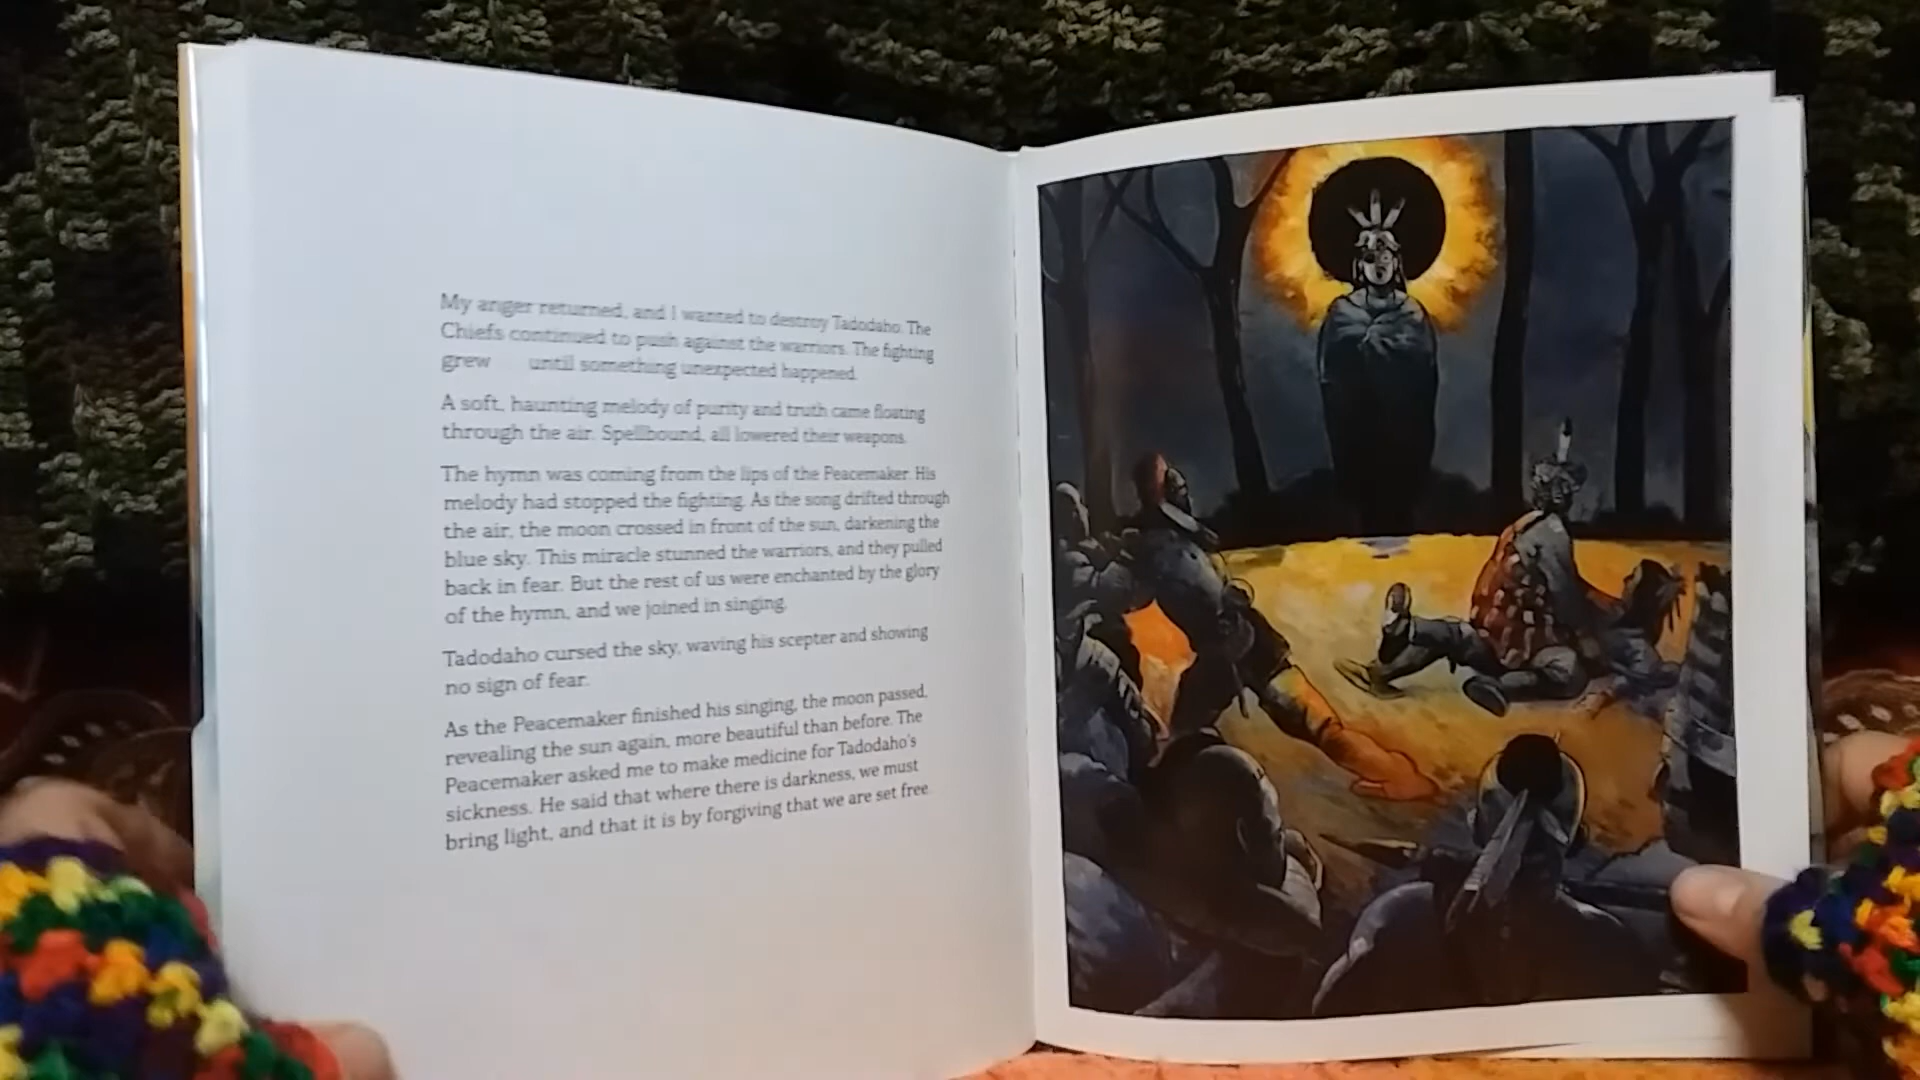 My anger returned, and I wanted to destroy Tadodaho. The
Chiefs continued to push against the warriors. The fighting
grew until something unexpected happened.
A soft, haunting melody of purity and truth came floating
through the air. Spellbound, all lowered their weapons.
The hymn was coming from the lips of the Peacemaker. His
melody had stopped the fighting. As the song drifted through
the air, the moon crossed in front of the sun, darkening the
blue sky. This miracle stunned the warriors, and they pulled
back in fear. But the rest of us were enchanted by the glory
of the hymn, and we joined in singing.
Tadodaho cursed the sky, waving his scepter and showing
no sign of fear.
As the Peacemaker finished his singing, the moon passed,
revealing the sun again, more beautiful than before. The
Peacemaker asked me to make medicine for Tadodaho's
sickness. He said that where there is darkness, we must
bring light, and that it is by forgiving that we are set free.